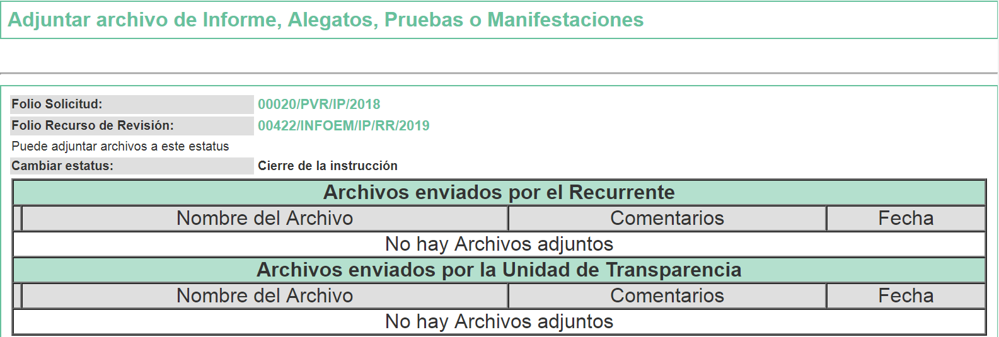 Adjuntar archivo de Informe, Alegatos, Pruebas o Manifestaciones
Folio Solicitud: 00020/PVR/IP/2018
Folio Recurso de Revisión: 00422/INFOEM/IP/RR/2019
Puede adjuntar archivos a este estatus
Cambiar estatus: Cierre de la instrucción
Archivos enviados por el Recurrente
Nombre del Archivo Comentarios Fecha
No hay Archivos adjuntos
Archivos enviados por la Unidad de Transparencia
Nombre del Archivo Comentarios Fecha
No hay Archivos adjuntos